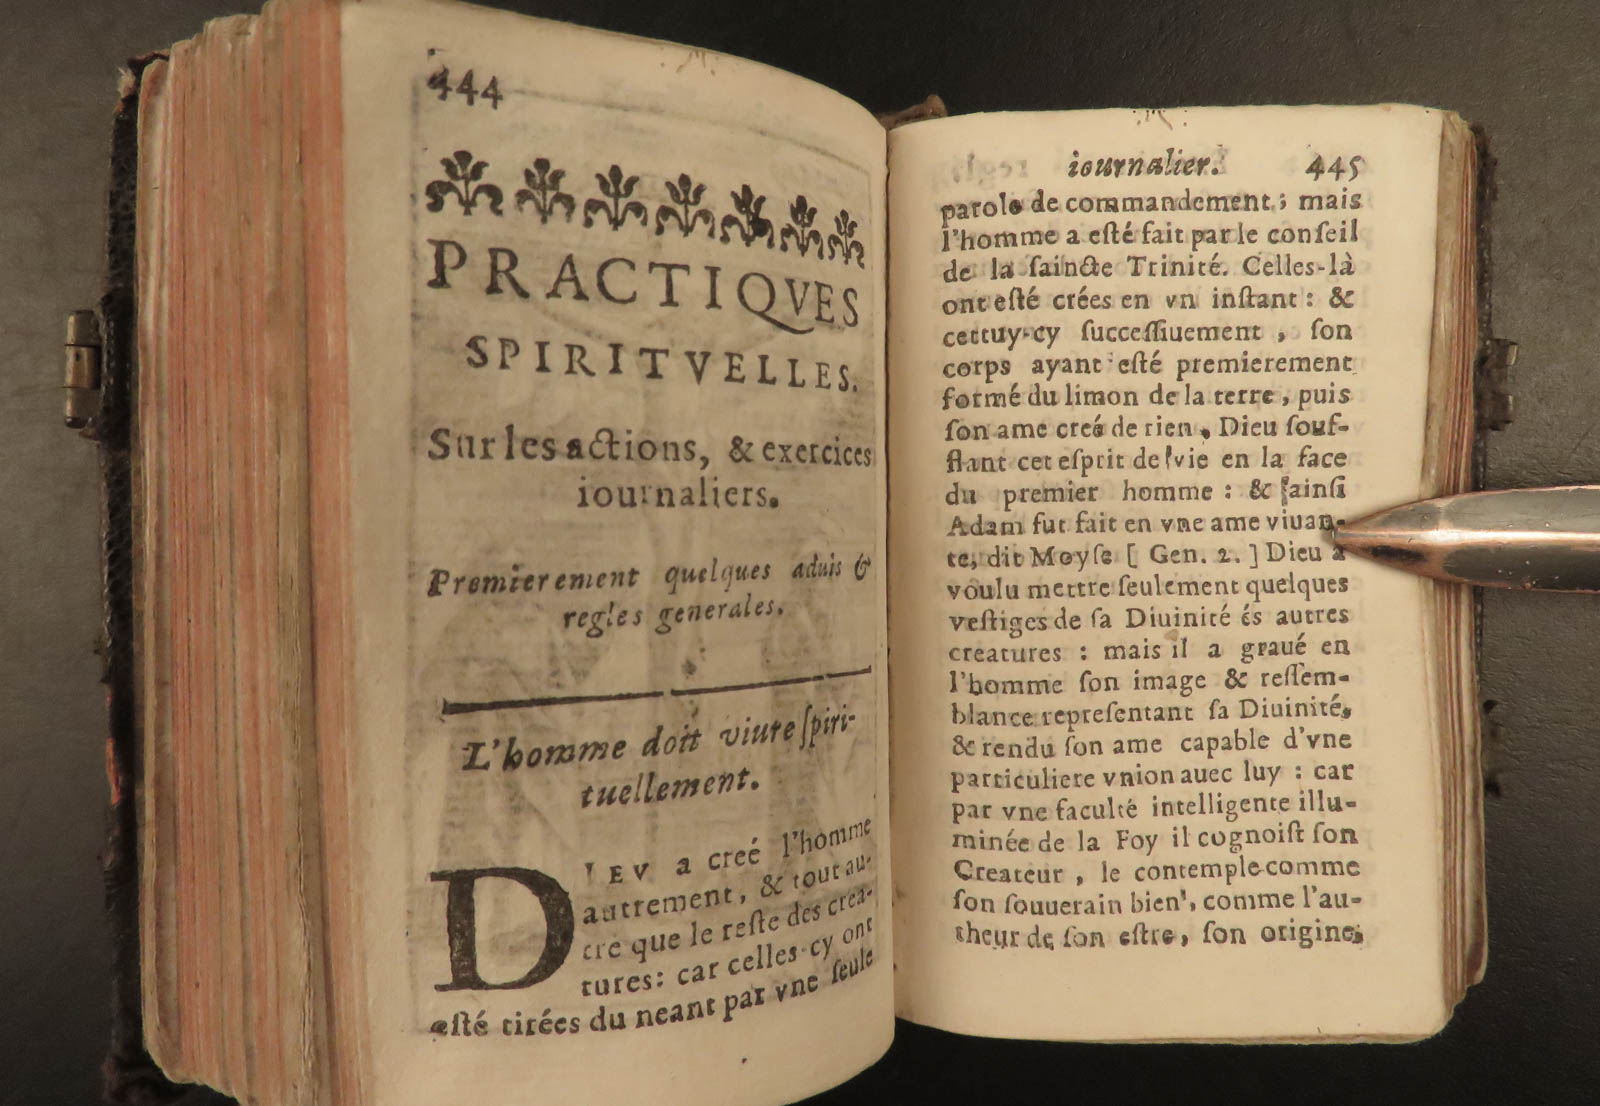 444
PRACTIQVES
SPIRITVELLES.
Sur les actions, & exercices
iournaliers.
Premierement quelques aduis &
regles generales.
L'homme doit viure spiri-
tuellement.
DIEV a creé l'homme
autrement, & tout au-
tre que le reste des crea-
tures: car celles-cy ont
esté tirées du neant par vne seule
iournalier. 445
parole de commandement; mais
l'homme a esté fait par le conseil
de la saincte Trinité. Celles-là
ont esté crées en vn instant: &
cettuy-cy successiuement, son
corps ayant esté premierement
formé du limon de la terre, puis
son ame creé de rien, Dieu souf-
flant cet esprit de vie en la face
du premier homme: & ainsi
Adam fut fait en vne ame viuan-
te, dit Moyse [Gen. 2.] Dieu a
voulu mettre seulement quelques
vestiges de sa Diuinité és autres
creatures: mais il a graué en
l'homme son image & ressem-
blance representant sa Diuinité,
& rendu son ame capable d'vne
particuliere vnion auec luy: car
par vne faculté intelligente illu-
minée de la Foy il cognoist son
Createur, le contemple comme
son souuerain bien, comme l'au-
theur de son estre, son origine,